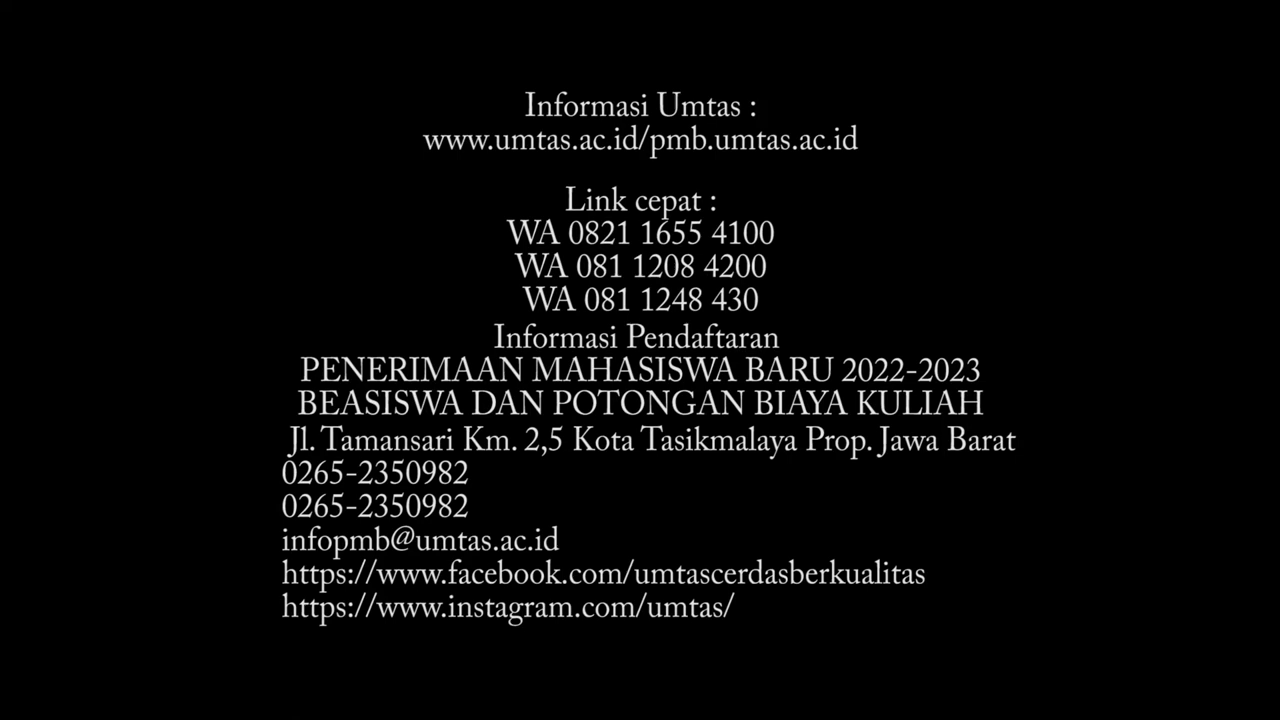 Informasi Umtas :
www.umtas.ac.id/pmb.umtas.ac.id
Link cepat :
WA 0821 1655 4100
WA 081 1208 4200
WA 081 1248 430
Informasi Pendaftaran
PENERIMAAN MAHASISWA BARU 2022-2023
BEASISWA DAN POTONGAN BIAYA KULIAH
Jl. Tamansari Km. 2,5 Kota Tasikmalaya Prop. Jawa Barat
0265-2350982
0265-2350982
infopmb@umtas.ac.id
https://www.facebook.com/umtascerdasberkualitas
https://www.instagram.com/umtas/